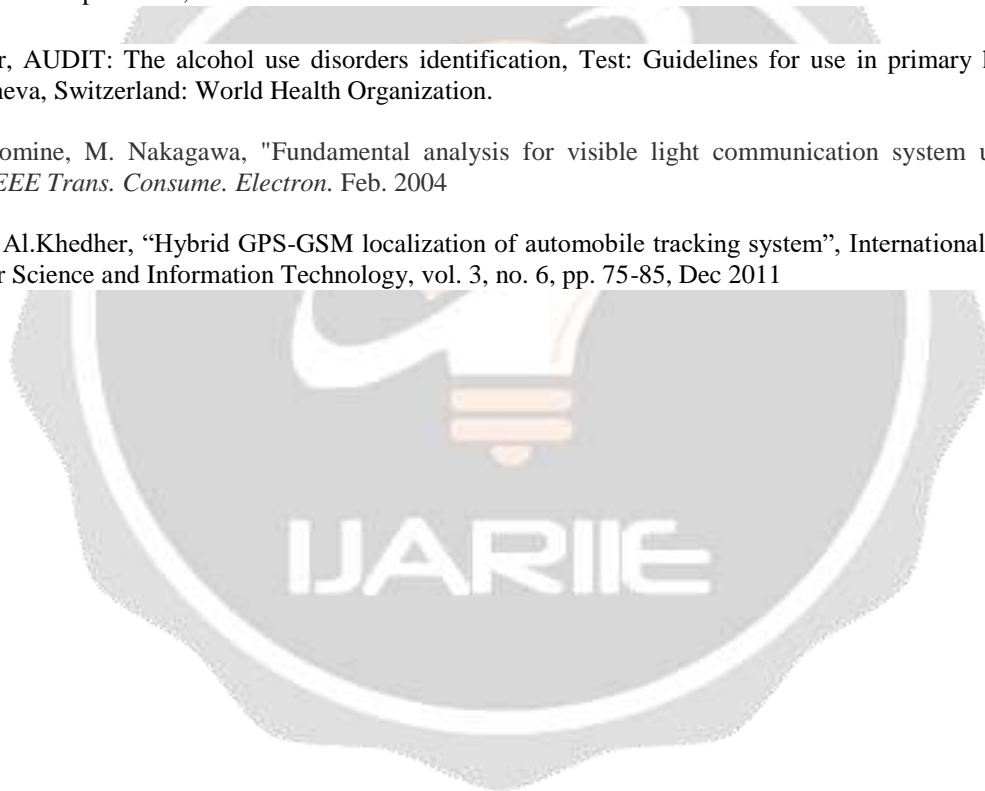 r, AUDIT: The alcohol use disorders identification, Test: Guidelines for use in primary
neva, Switzerland: World Health Organization.
omine, M. Nakagawa, "Fundamental analysis for visible light communication system
EEE Trans. Consume. Electron. Feb. 2004
Al.Khedher, “Hybrid GPS-GSM localization of automobile tracking system”, International
r Science and Information Technology, vol. 3, no. 6, pp. 75-85, Dec 2011
IJARIIE